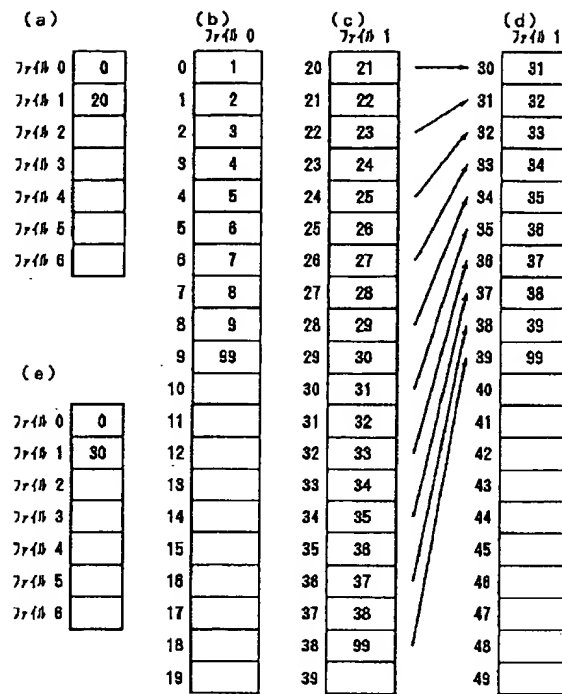 (a)
ﾌｧｲﾙ 0 0
ﾌｧｲﾙ 1 20
ﾌｧｲﾙ 2
ﾌｧｲﾙ 3
ﾌｧｲﾙ 4
ﾌｧｲﾙ 5
ﾌｧｲﾙ 6
(b)
ﾌｧｲﾙ 0
0 1
1 2
2 3
3 4
4 5
5 6
6 7
7 8
8 9
9 99
10
11
12
13
14
15
16
17
18
19
(c)
ﾌｧｲﾙ 1
20 21
21 22
22 23
23 24
24 25
25 26
26 27
27 28
28 29
29 30
30 31
31 32
32 33
33 34
34 35
35 36
36 37
37 38
38 99
39
(d)
ﾌｧｲﾙ 1
30 31
31 32
32 33
33 34
34 35
35 36
36 37
37 38
38 39
39 99
40
41
42
43
44
45
46
47
48
49
(e)
ﾌｧｲﾙ 0 0
ﾌｧｲﾙ 1 30
ﾌｧｲﾙ 2
ﾌｧｲﾙ 3
ﾌｧｲﾙ 4
ﾌｧｲﾙ 5
ﾌｧｲﾙ 6